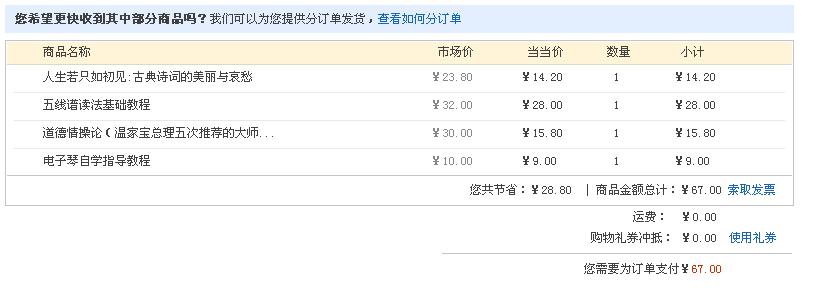 您希望更快收到其中部分商品吗？我们可以为您提供分订单发货，查看如何分订单
商品名称 市场价 当当价 数量 小计
人生若只如初见:古典诗词的美丽与哀愁 ￥23.80 ￥14.20 1 ￥14.20
五线谱读法基础教程 ￥32.00 ￥28.00 1 ￥28.00
道德情操论(温家宝总理五次推荐的大师... ￥30.00 ￥15.80 1 ￥15.80
电子琴自学指导教程 ￥10.00 ￥9.00 1 ￥9.00
您共节省：￥28.80 | 商品金额总计：￥67.00 索取发票
运费： ￥0.00
购物礼券冲抵： ￥0.00 使用礼券
您需要为订单支付￥67.00